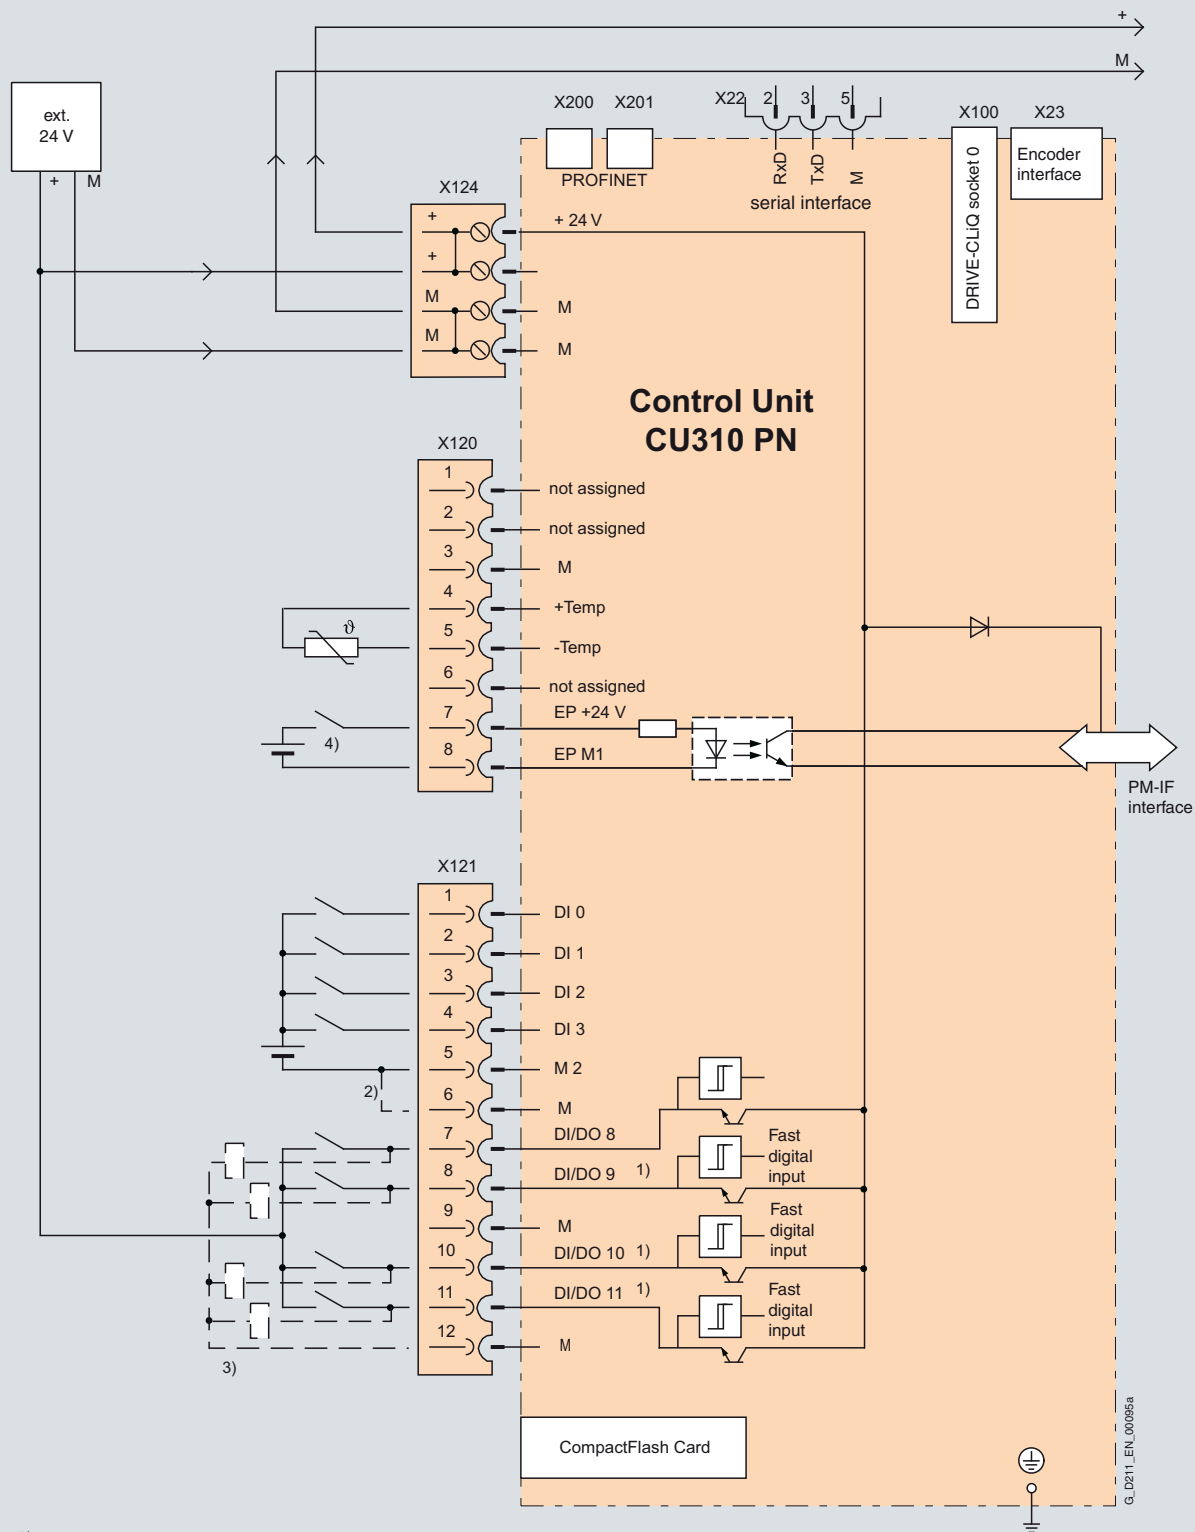 +
M
ext.
24 V
+
M
X200
X201
X22
2
3
5
X100
X23
PROFINET
RxD
TxD
M
serial interface
DRIVE-CLiQ socket 0
Encoder
interface
X124
+
+ 24 V
+
M
M
M
M
Control Unit
CU310 PN
X120
1
not assigned
2
not assigned
3
M
4
+Temp
ϑ
5
-Temp
6
not assigned
7
EP +24 V
4)
8
EP M1
PM-IF
interface
X121
1
DI 0
2
DI 1
3
DI 2
4
DI 3
5
M 2
2)
6
M
7
DI/DO 8
8
DI/DO 9 1)
Fast
digital
input
9
M
10
DI/DO 10 1)
Fast
digital
input
11
DI/DO 11 1)
Fast
digital
input
12
M
3)
CompactFlash Card
G_D211_EN_00095a